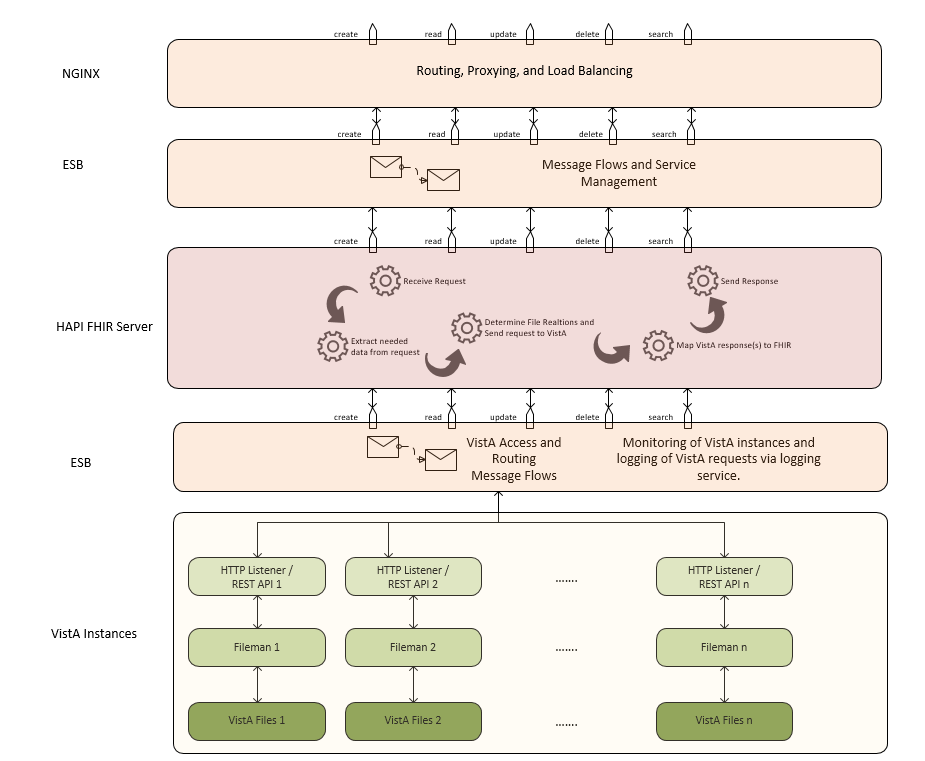 create read update delete search
NGINX
Routing, Proxying, and Load Balancing
create read update delete search
ESB
Message Flows and Service
Management
create read update delete search
HAPI FHIR Server
Receive Request
Send Response
Extract needed
data from request
Determine File Realtions and
Send request to VistA
Map VistA response(s) to FHIR
create read update delete search
ESB
VistA Access and
Routing
Message Flows
Monitoring of VistA instances and
logging of VistA requests via logging
service.
VistA Instances
HTTP Listener /
REST API 1
HTTP Listener /
REST API 2
.......
HTTP Listener /
REST API n
Fileman 1
Fileman 2
.......
Fileman n
VistA Files 1
VistA Files 2
.......
VistA Files n